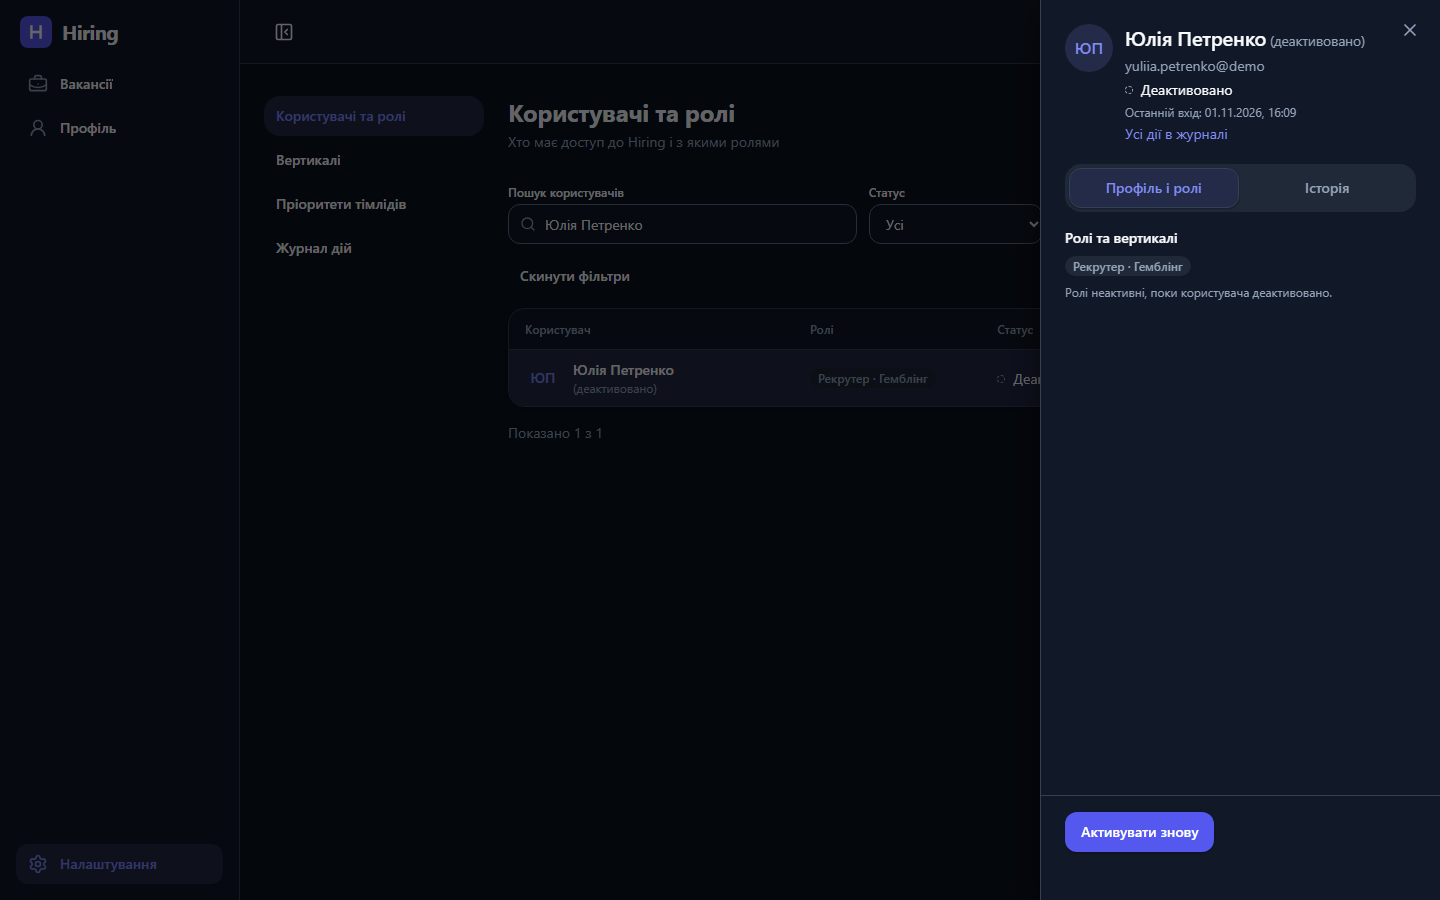 H Hiring
Вакансії
Профіль
Налаштування
Користувачі та ролі
Вертикалі
Пріоритети тімлідів
Журнал дій
Користувачі та ролі
Хто має доступ до Hiring і з якими ролями
Пошук користувачів
Статус
Юлія Петренко
Усі
Скинути фільтри
Користувач Ролі Статус
ЮП Юлія Петренко
(деактивовано)
Рекрутер · Гемблінг
Показано 1 з 1
ЮП
Юлія Петренко (деактивовано)
yuliia.petrenko@demo
Деактивовано
Останній вхід: 01.11.2026, 16:09
Усі дії в журналі
Профіль і ролі Історія
Ролі та вертикалі
Рекрутер · Гемблінг
Ролі неактивні, поки користувача деактивовано.
Активувати знову